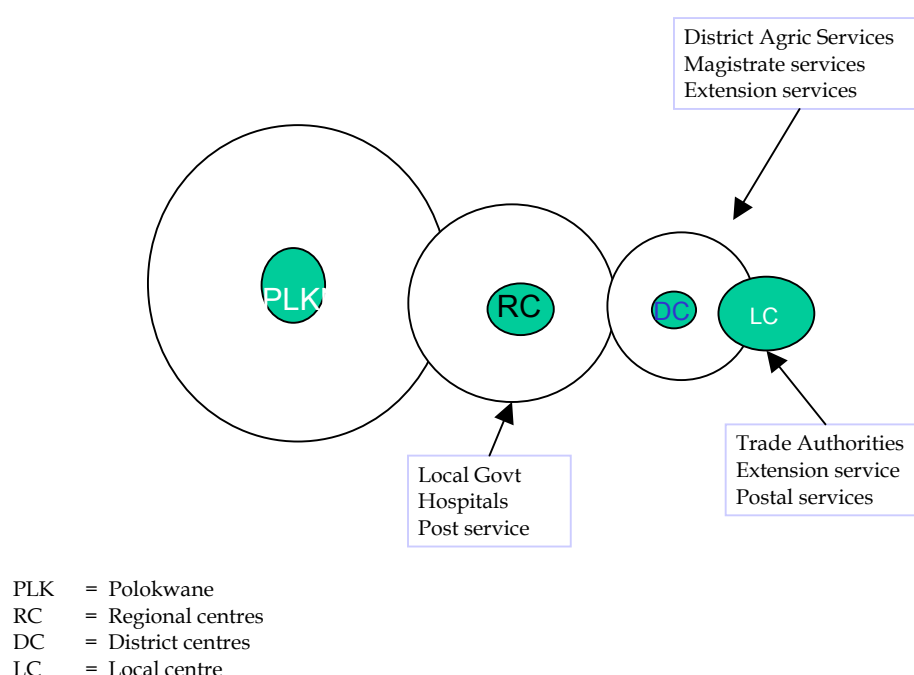 District Agric Services
Magistrate services
Extension services
PLK
RC
DC
LC
Trade Authorities
Extension service
Postal services
Local Govt
Hospitals
Post service
PLK = Polokwane
RC = Regional centres
DC = District centres
LC = Local centre